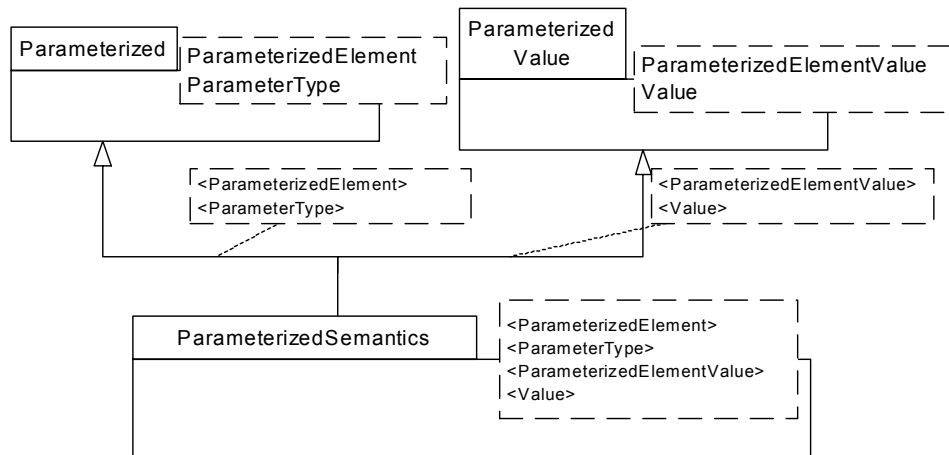 Parameterized
ParameterizedElement
ParameterType
Parameterized
Value
ParameterizedElementValue
Value
<ParameterizedElement>
<ParameterType>
<ParameterizedElementValue>
<Value>
ParameterizedSemantics
<ParameterizedElement>
<ParameterType>
<ParameterizedElementValue>
<Value>